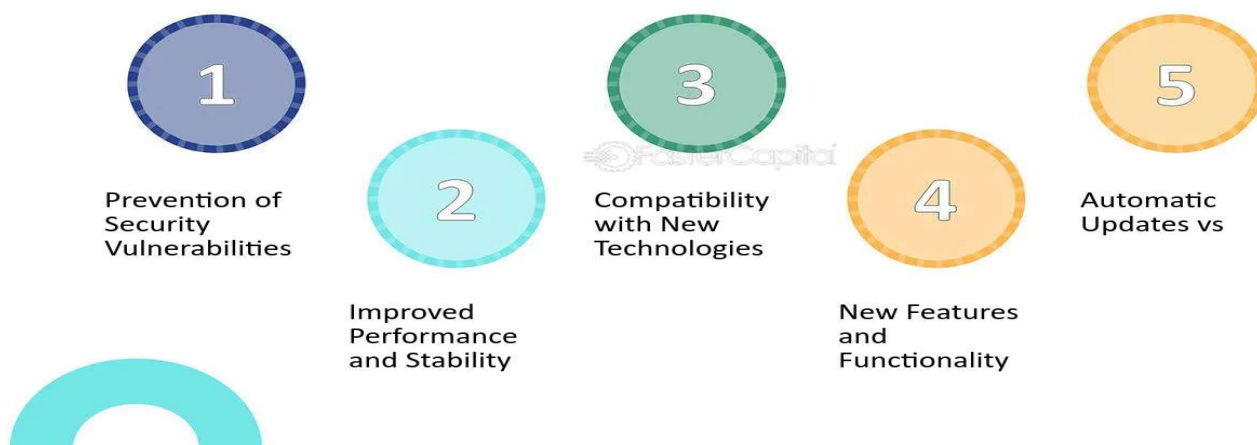 1
Prevention of
Security
Vulnerabilities
2
Improved
Performance
and Stability
3
FasterCapital
Compatibility
with New
Technologies
4
New Features
and
Functionality
5
Automatic
Updates vs